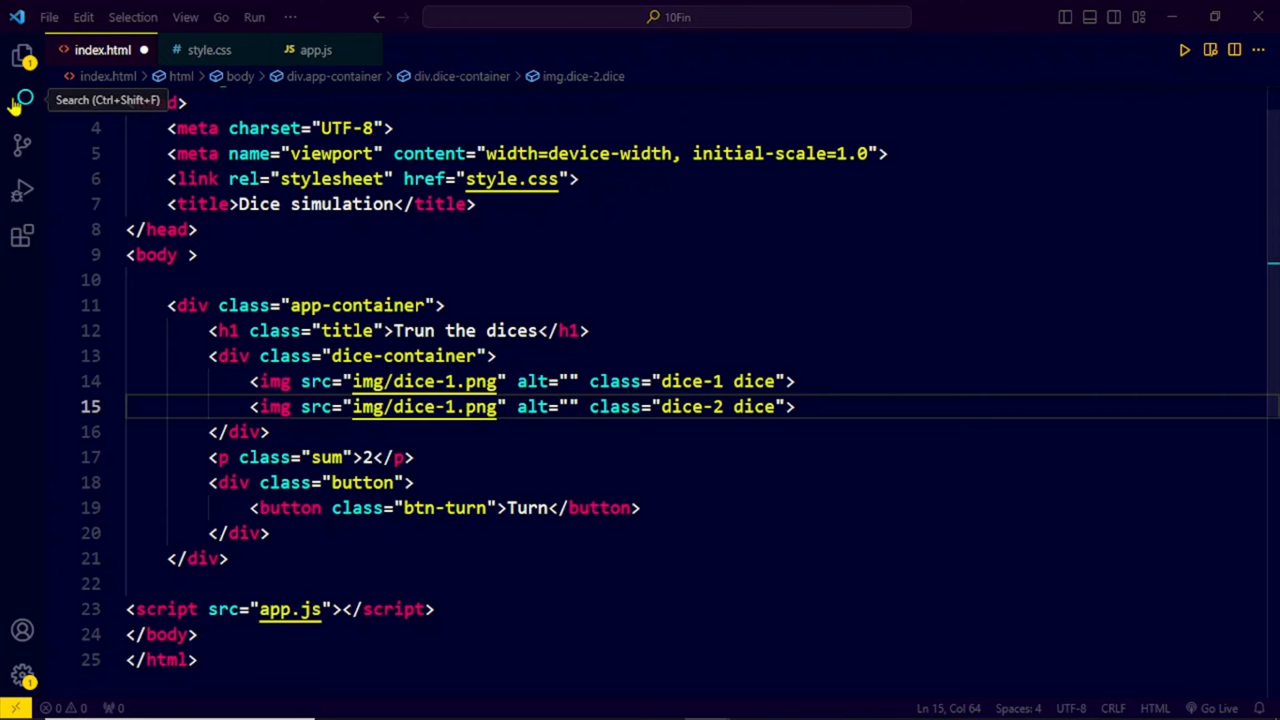 File Edit Selection View Go Run ··· 10Fin
index.html style.css JS app.js
index.html > html > body > div.app-container > div.dice-container > img.dice-2.dice
1
Search (Ctrl+Shift+F)
d>
4 <meta charset="UTF-8">
5 <meta name="viewport" content="width=device-width, initial-scale=1.0">
6 <link rel="stylesheet" href="style.css">
7 <title>Dice simulation</title>
8 </head>
9 <body >
10
11 <div class="app-container">
12 <h1 class="title">Trun the dices</h1>
13 <div class="dice-container">
14 <img src="img/dice-1.png" alt="" class="dice-1 dice">
15 <img src="img/dice-1.png" alt="" class="dice-2 dice">
16 </div>
17 <p class="sum">2</p>
18 <div class="button">
19 <button class="btn-turn">Turn</button>
20 </div>
21 </div>
22
23 <script src="app.js"></script>
24 </body>
25 </html>
1
0 0 0 Ln 15, Col 64 Spaces: 4 UTF-8 CRLF HTML Go Live